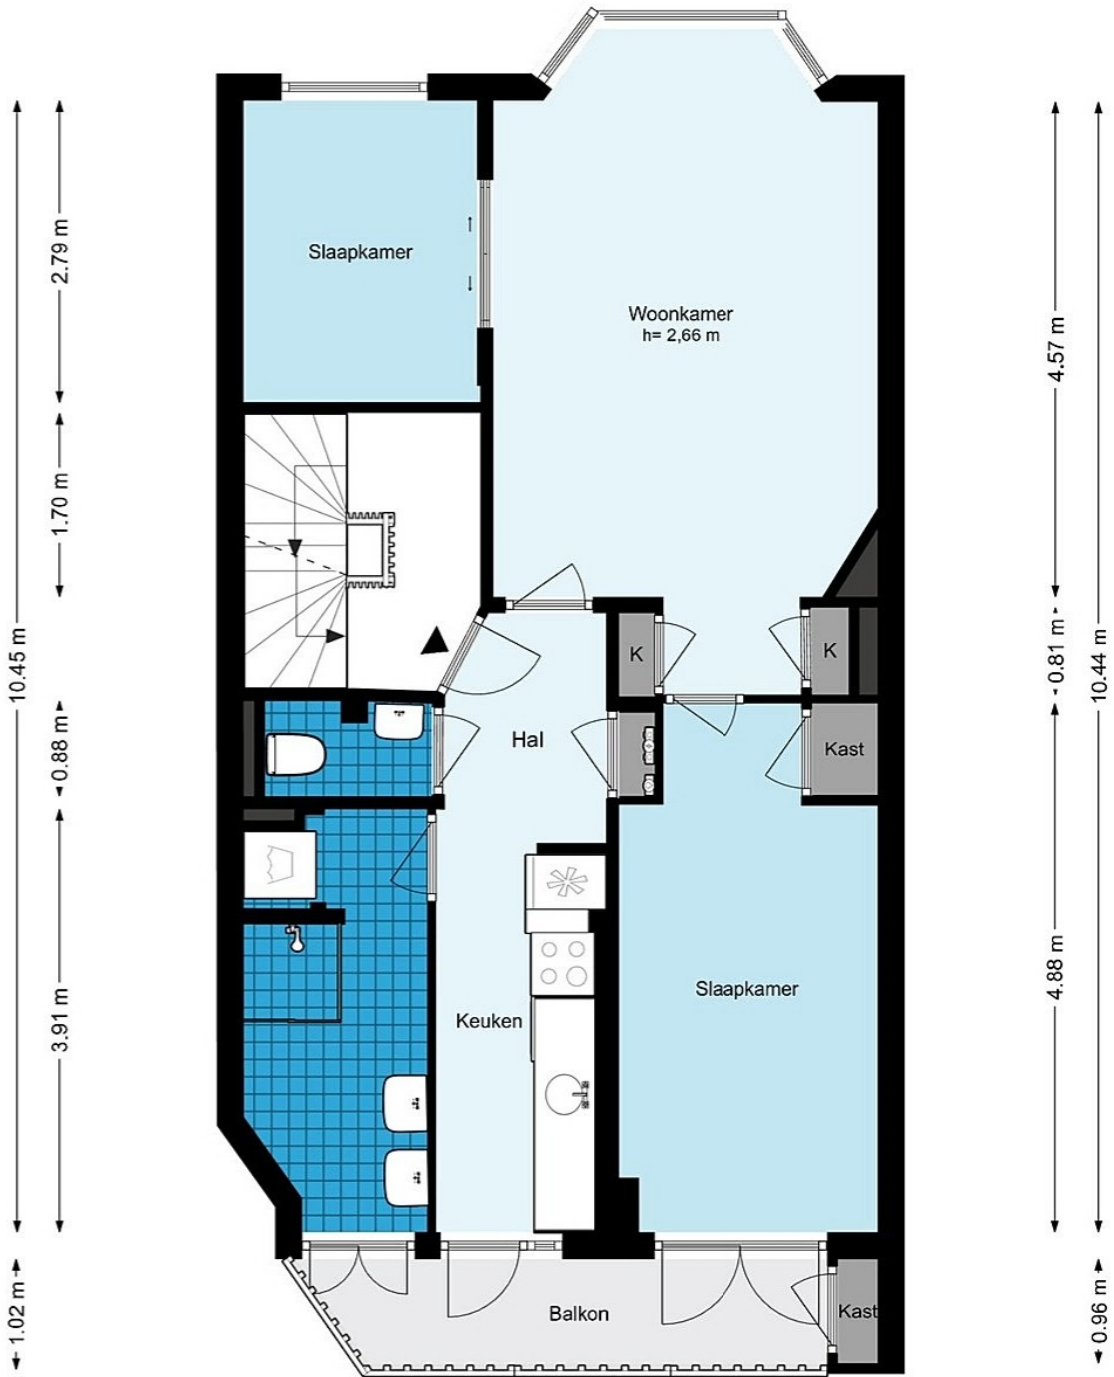 Slaapkamer
Woonkamer
h= 2,66 m
K
K
Hal
Kast
Keuken
Slaapkamer
Balkon
Kast
10.45 m
1.02 m
2.79 m
1.70 m
0.88 m
3.91 m
4.57 m
0.81 m
4.88 m
10.44 m
0.96 m